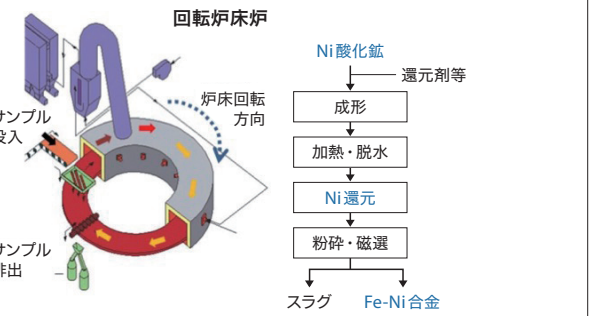 回転炉床炉
炉床回転
方向
サンプル
投入
サンプル
排出
Ni酸化鉱
還元剤等
成形
加熱・脱水
Ni還元
粉砕・磁選
スラグ
Fe-Ni合金